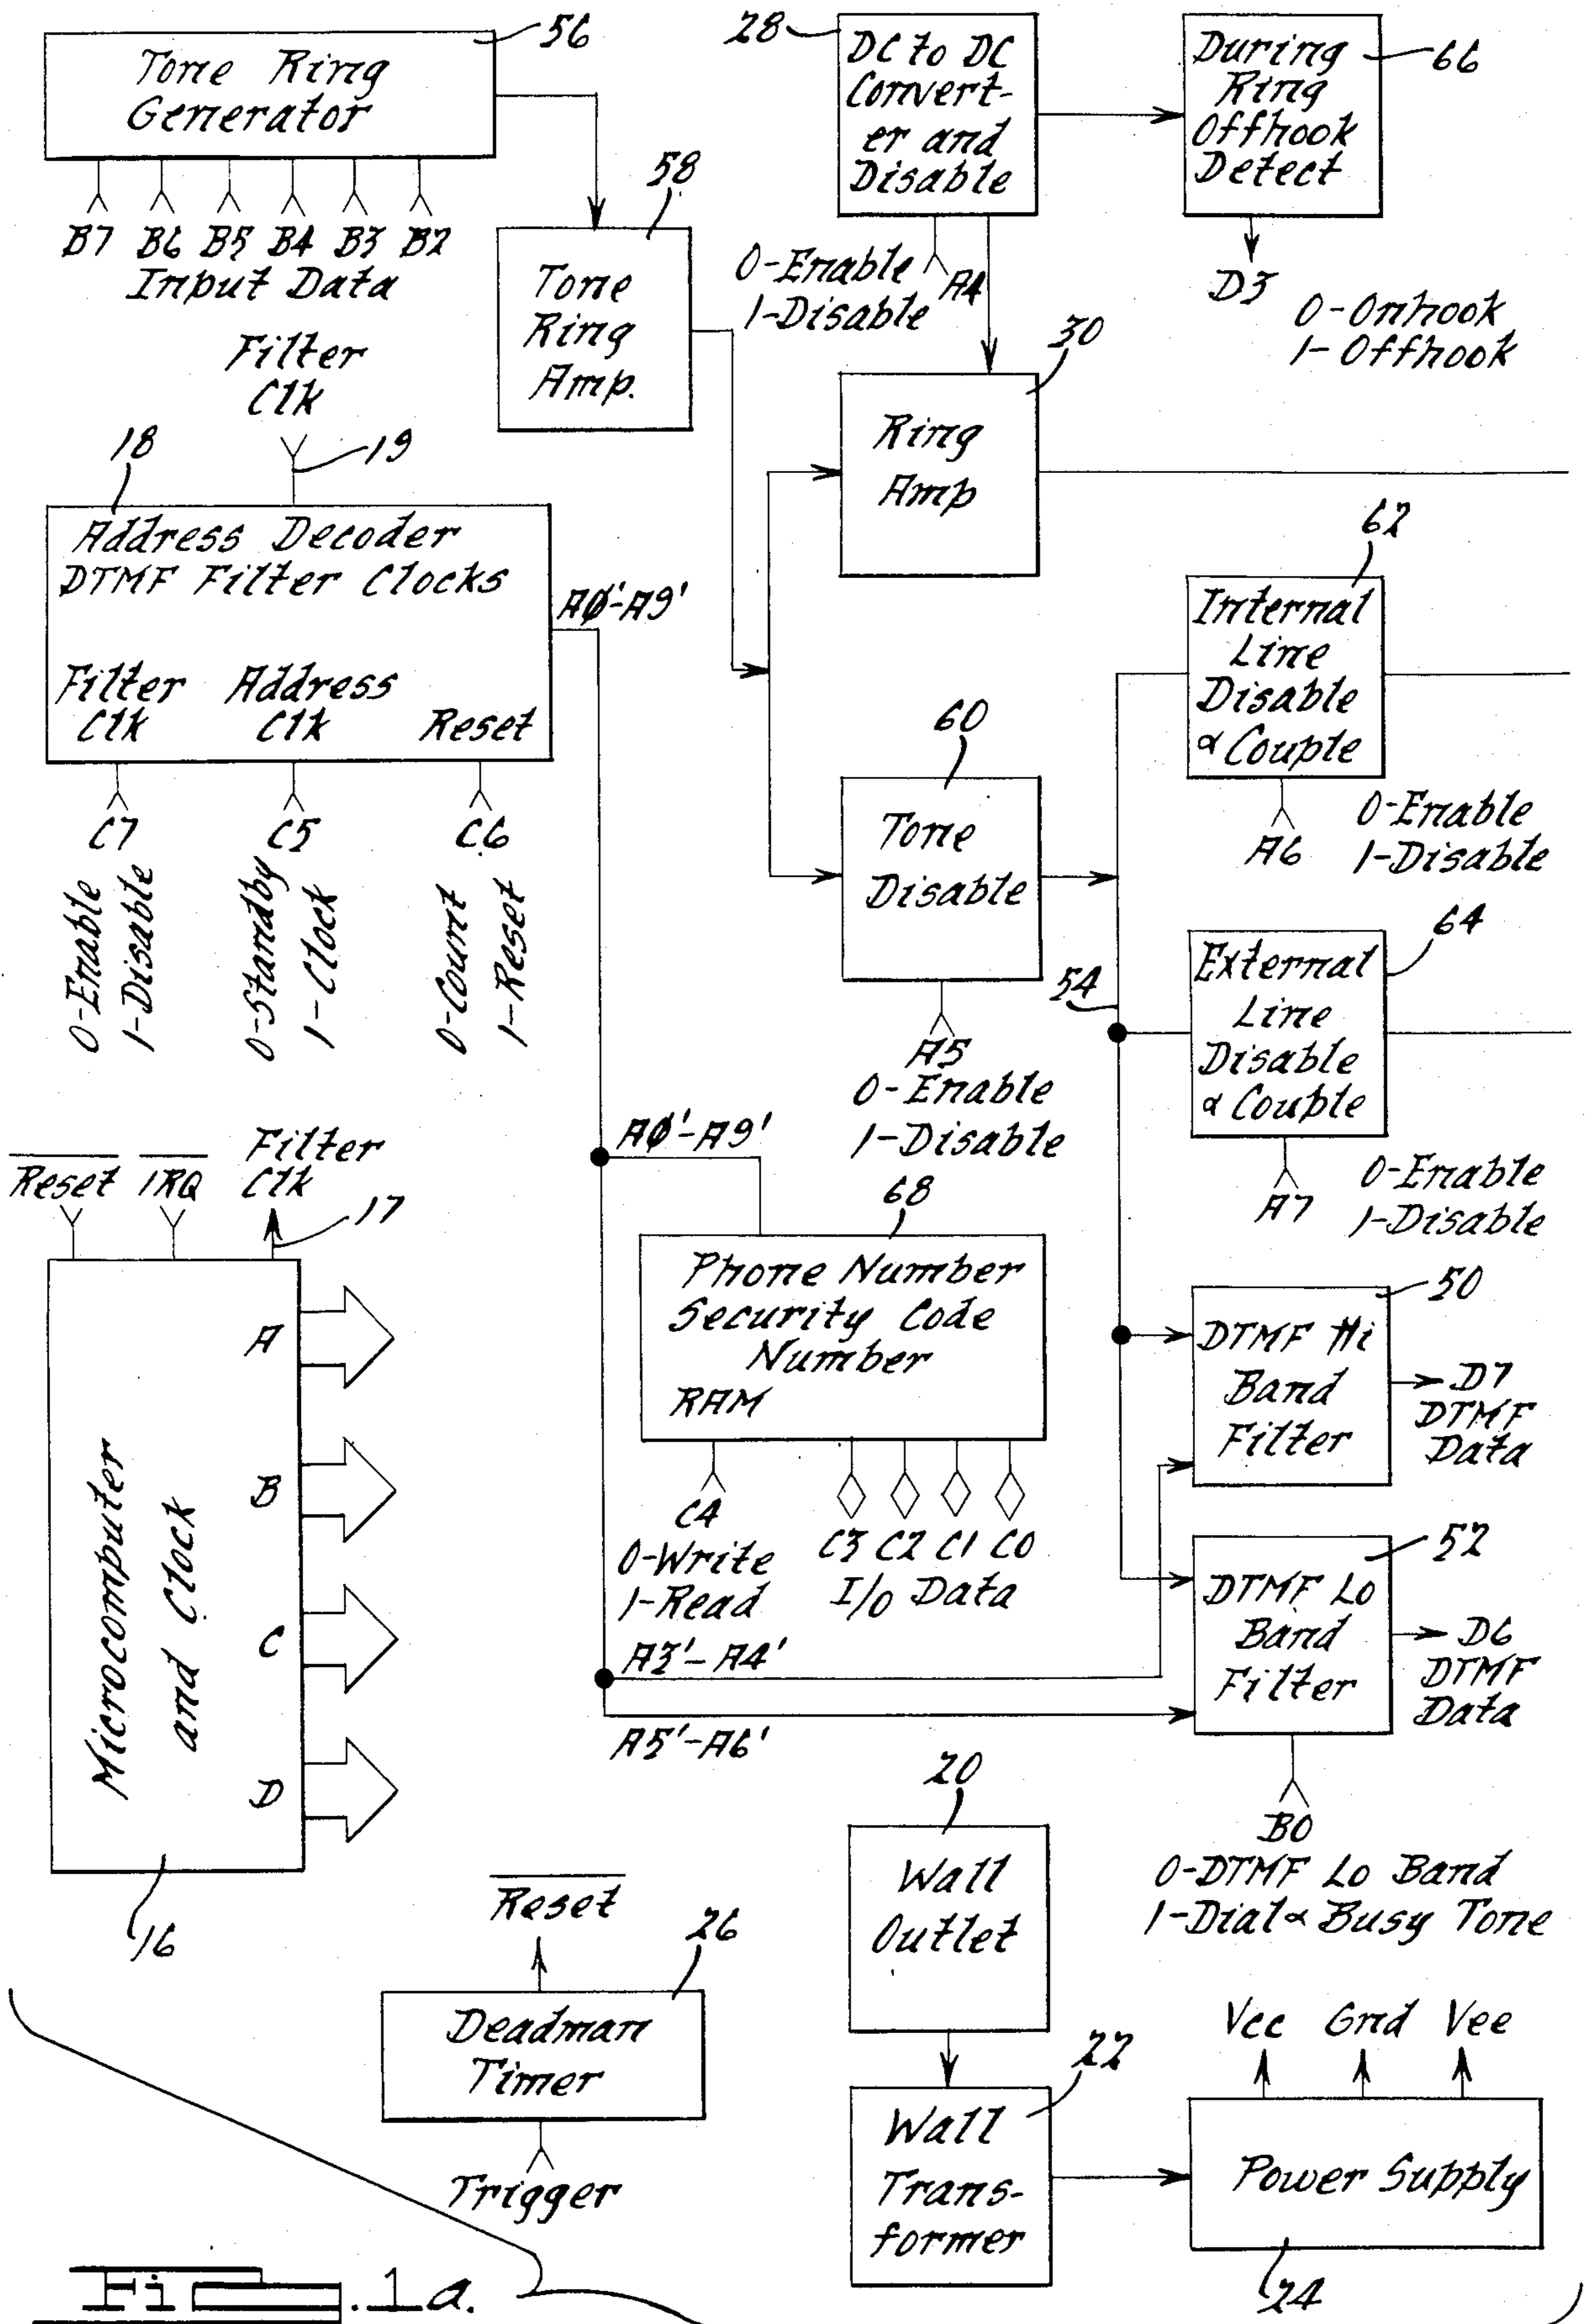 56
Tone Ring
Generator
B7 B6 B5 B4 B3 B2
Input Data
58
Tone
Ring
Amp.
28
DC to DC
Convert-
er and
Disable
0-Enable
1-Disable
A4
66
During
Ring
Offhook
Detect
D3
0-Onhook
1-Offhook
30
Ring
Amp
Filter
Clk
19
18
Address Decoder
DTMF Filter Clocks
Filter
Clk
Address
Clk
Reset
A0'-A9'
C7
0-Enable
1-Disable
C5
0-Standby
1-Clock
C6
0-Count
1-Reset
62
Internal
Line
Disable
& Couple
A6
0-Enable
1-Disable
60
Tone
Disable
A5
0-Enable
1-Disable
54
64
External
Line
Disable
& Couple
A7
0-Enable
1-Disable
Reset
IRQ
Filter
Clk
17
Microcomputer
and Clock
A
B
C
D
16
A0'-A9'
68
Phone Number
Security Code
Number
RAM
C4
0-Write
1-Read
C3 C2 C1 C0
I/O Data
A3'-A4'
A5'-A6'
50
DTMF Hi
Band
Filter
D7
DTMF
Data
52
DTMF Lo
Band
Filter
D6
DTMF
Data
B0
0-DTMF Lo Band
1-Dial & Busy Tone
Reset
26
Deadman
Timer
Trigger
20
Wall
Outlet
22
Wall
Trans-
former
Vcc Gnd Vee
Power Supply
24
Fig. 1a.